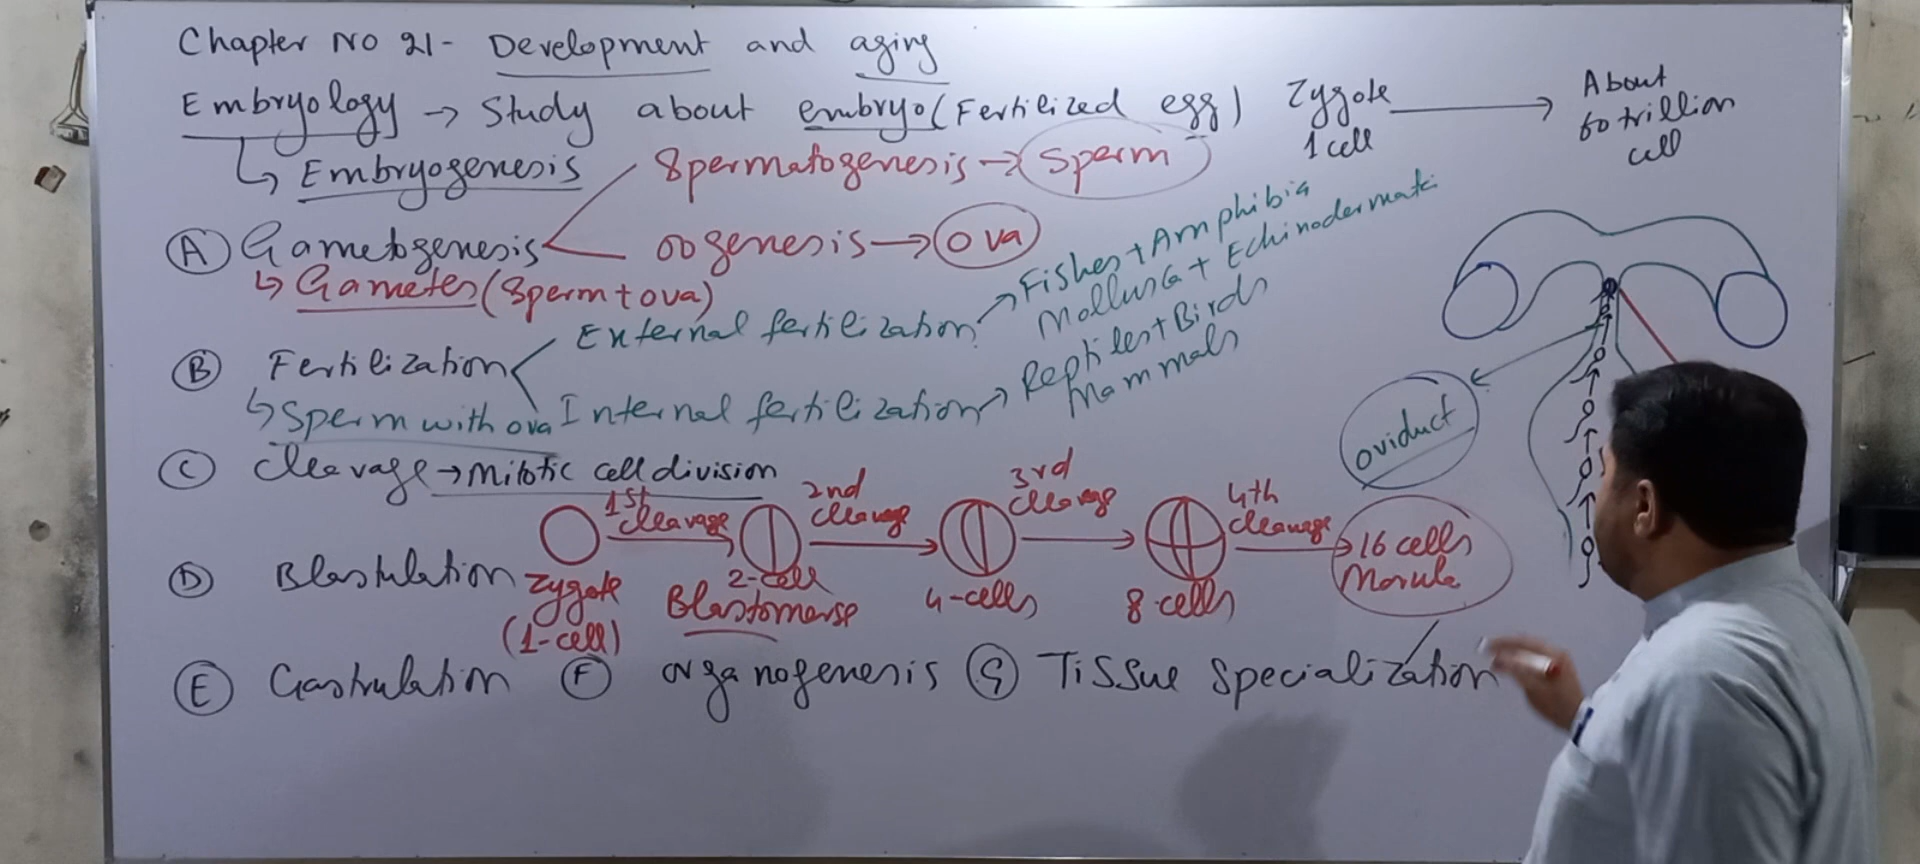 Chapter No 21- Development and aging
Embryology → Study about embryo (Fertilized egg)
Zygote
1 cell
About
60 trillion
cell
↳ Embryogenesis
Spermatogenesis → Sperm
(A) Gametogenesis
oogenesis → ova
↳ Gametes (Sperm + ova)
(B) Fertilization
External fertilization
→ Fishes + Amphibia
Mollusca + Echinodermata
↳ Sperm with ova
Internal fertilization
→ Reptiles + Birds
Mammals
oviduct
(C) Cleavage → Mitotic cell division
1st
cleavage
2nd
cleavage
3rd
cleavage
4th
cleavage
(D) Blastulation
Zygote
(1-cell)
2-cell
Blastomerse
4-cells
8 cells
16 cells
Morula
(E) Gastrulation (F) organogenesis (G) Tissue Specialization